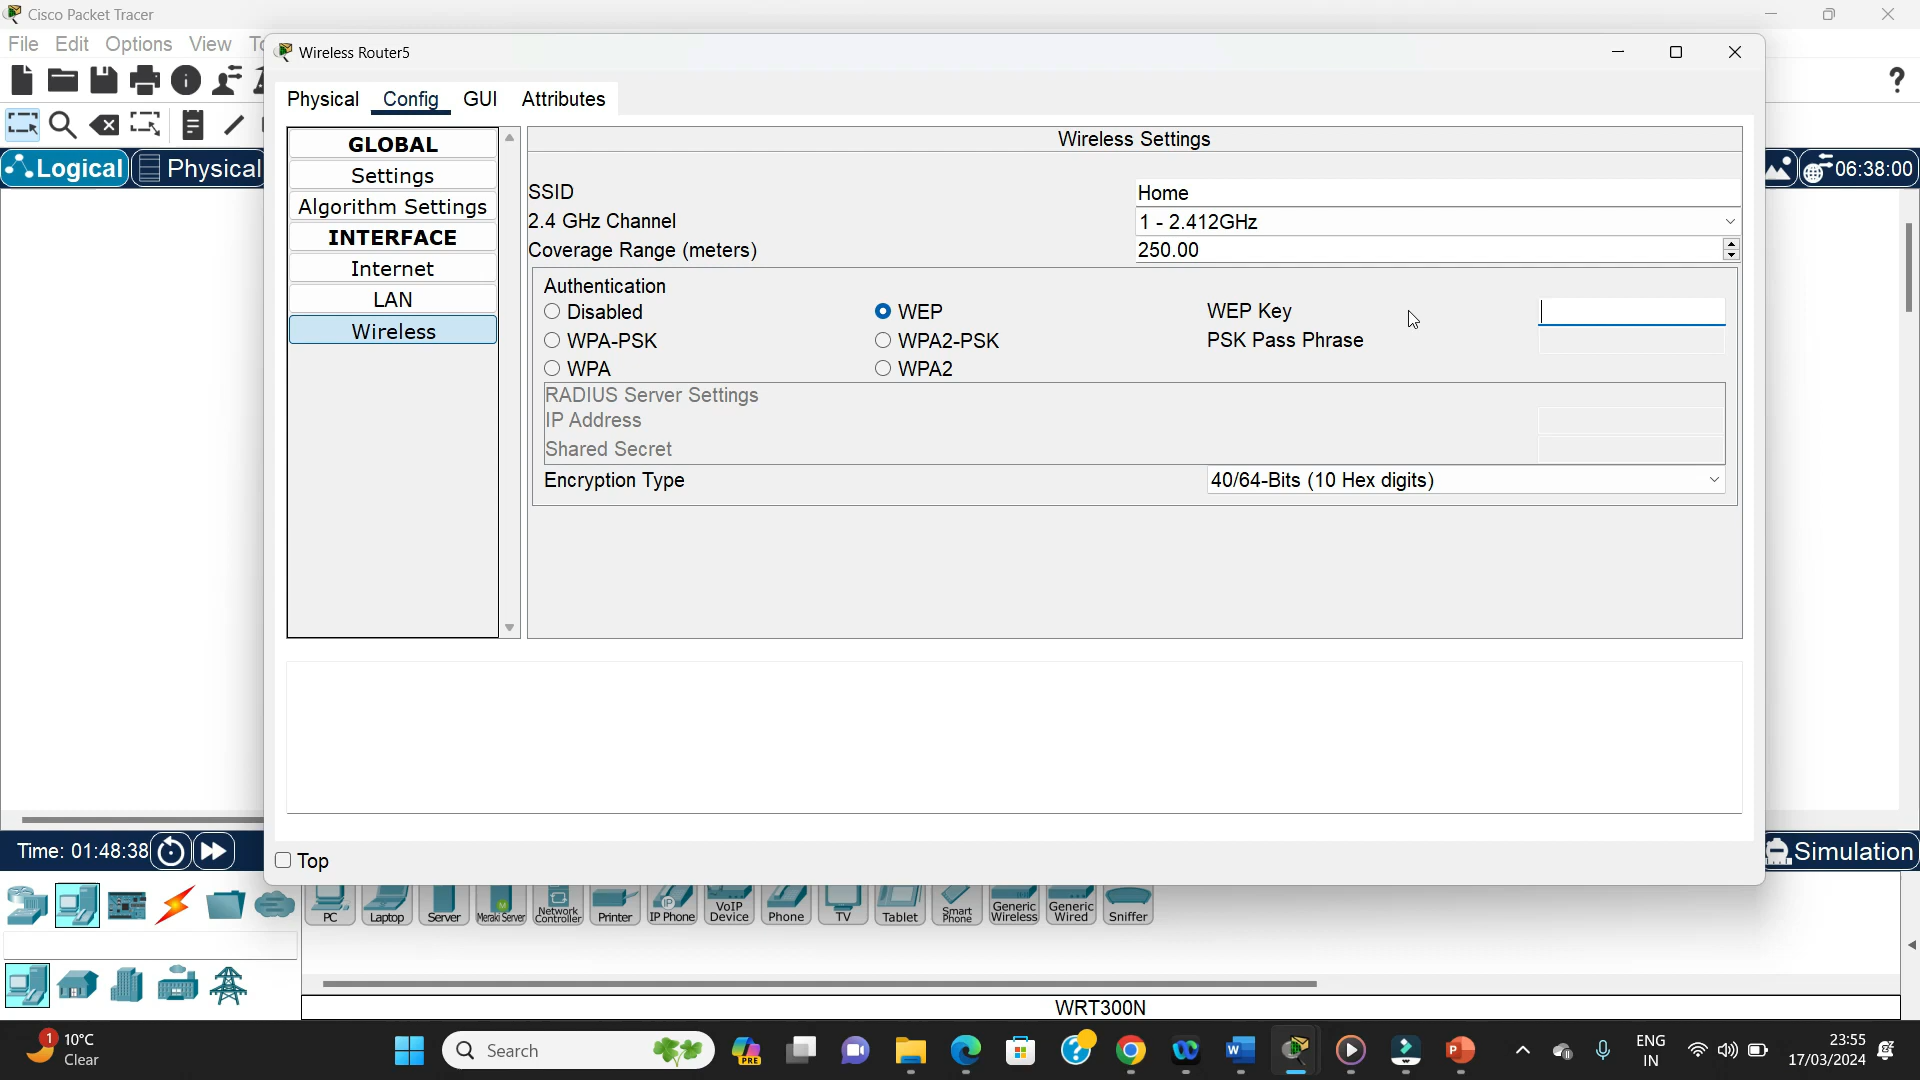 Cisco Packet Tracer
File Edit Options View To
Wireless Router5
Physical Config GUI Attributes
Logical Physical
06:38:00
GLOBAL
Settings
Algorithm Settings
INTERFACE
Internet
LAN
Wireless
Wireless Settings
SSID Home
2.4 GHz Channel 1 - 2.412GHz
Coverage Range (meters) 250.00
Authentication
Disabled WEP WEP Key
WPA-PSK WPA2-PSK PSK Pass Phrase
WPA WPA2
RADIUS Server Settings
IP Address
Shared Secret
Encryption Type 40/64-Bits (10 Hex digits)
Time: 01:48:38
Simulation
Top
PC Laptop Server Meraki Server Network Controller Printer IP Phone VoIP Device Phone TV Tablet Smart Phone Generic Wireless Generic Wired Sniffer
WRT300N
1 10°C
Clear
Search
PRE
ENG
IN
23:55
17/03/2024